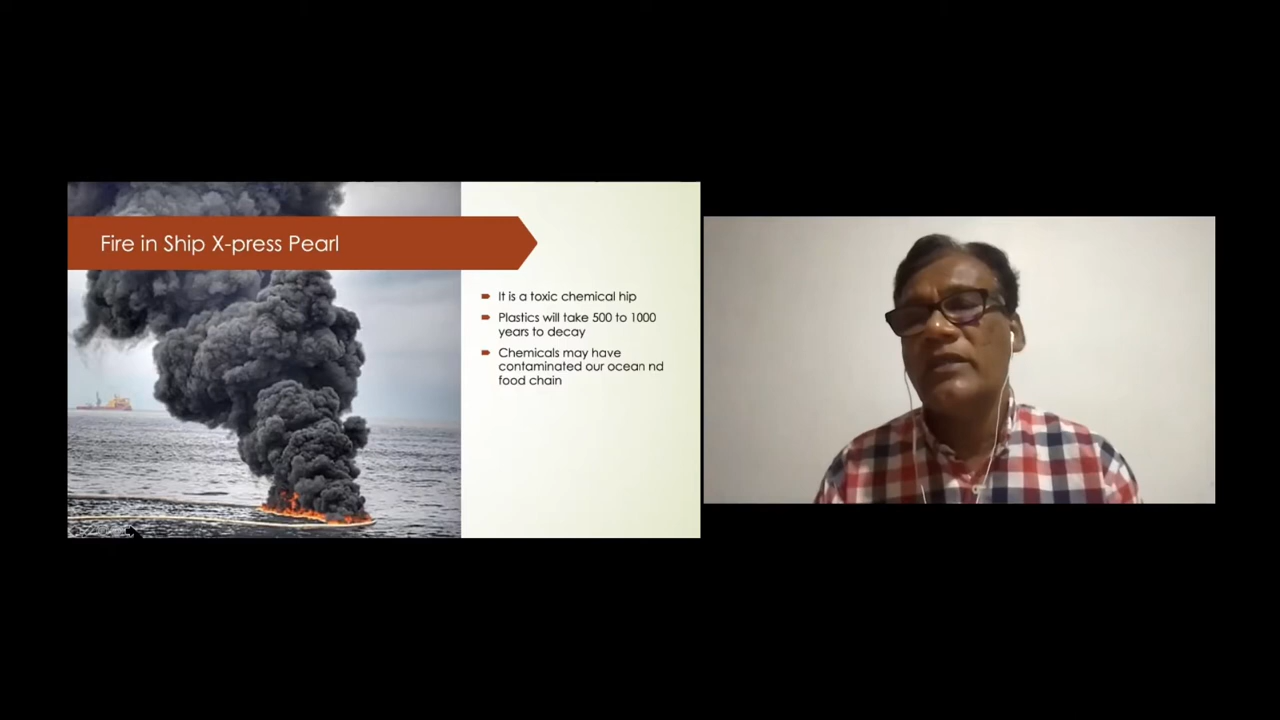 Fire in Ship X-press Pearl
It is a toxic chemical hip
Plastics will take 500 to 1000
years to decay
Chemicals may have
contaminated our ocean nd
food chain